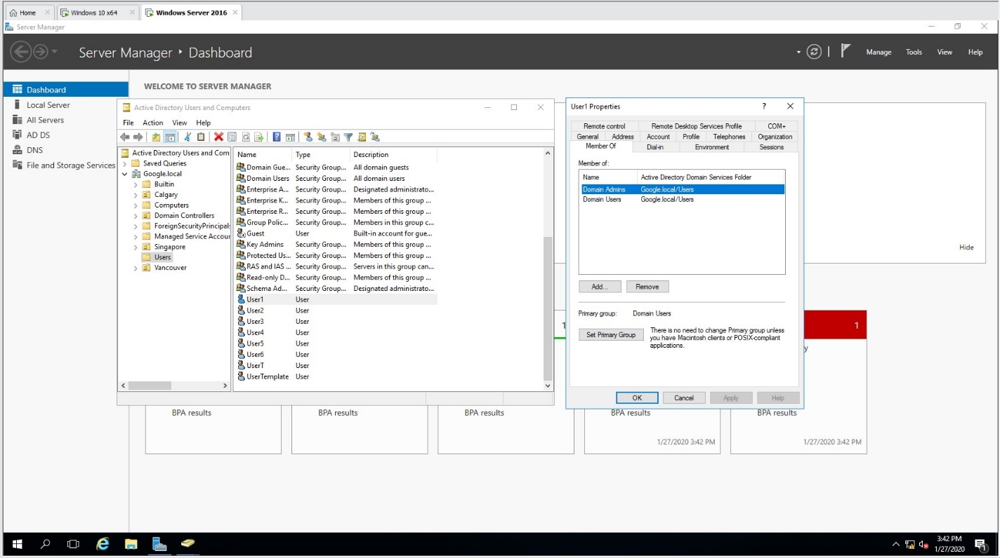 Home
Windows 10 x64
Windows Server 2016
Server Manager
Server Manager • Dashboard
Manage Tools View Help
Dashboard
Local Server
All Servers
AD DS
DNS
File and Storage Services
WELCOME TO SERVER MANAGER
Active Directory Users and Computers
File Action View Help
Active Directory Users and Com
Saved Queries
Google.local
Builtin
Calgary
Computers
Domain Controllers
ForeignSecurityPrincipal
Managed Service Accour
Singapore
Users
Vancouver
Name Type Description
Domain Gue... Security Group... All domain guests
Domain Users Security Group... All domain users
Enterprise A... Security Group... Designated administrato...
Enterprise K... Security Group... Members of this group ...
Enterprise R... Security Group... Members of this group ...
Group Polic... Security Group... Members in this group c...
Guest User Built-in account for gue...
Key Admins Security Group... Members of this group ...
Protected Us... Security Group... Members of this group ...
RAS and IAS ... Security Group... Servers in this group can...
Read-only D... Security Group... Members of this group ...
Schema Ad... Security Group... Designated administrato...
User1 User
User2 User
User3 User
User4 User
User5 User
User6 User
UserT User
UserTemplate User
User1 Properties
Remote control Remote Desktop Services Profile COM+
General Address Account Profile Telephones Organization
Member Of Dial-in Environment Sessions
Member of:
Name Active Directory Domain Services Folder
Domain Admins Google.local/Users
Domain Users Google.local/Users
Add... Remove
Primary group: Domain Users
Set Primary Group
There is no need to change Primary group unless
you have Macintosh clients or POSIX-compliant
applications.
OK Cancel Apply Help
Hide
1
1
y
BPA results
BPA results
BPA results
BPA results
1/27/2020 3:42 PM
BPA results
1/27/2020 3:42 PM
3:42 PM
1/27/2020
1